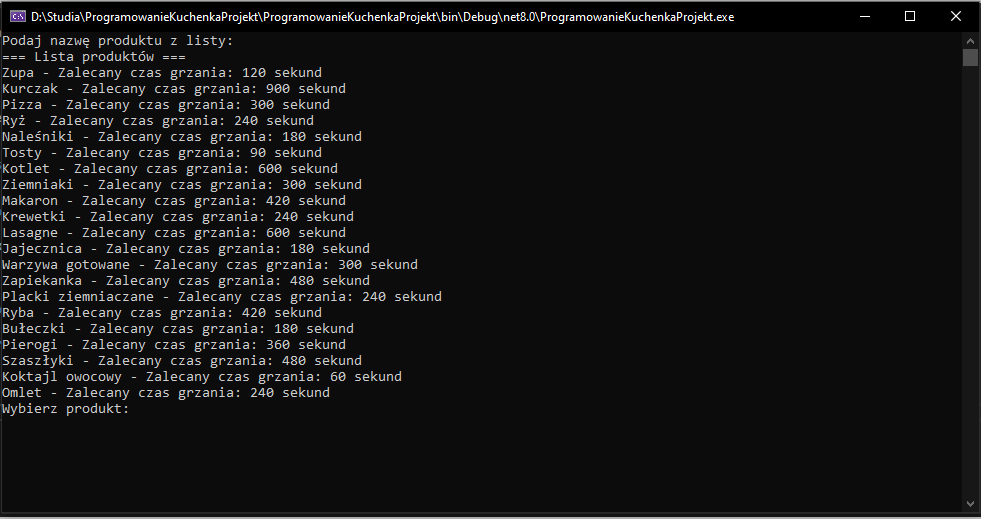 D:\Studia\ProgramowanieKuchenkaProjekt\ProgramowanieKuchenkaProjekt\bin\Debug\net8.0\ProgramowanieKuchenkaProjekt.exe
Podaj nazwę produktu z listy:
=== Lista produktów ===
Zupa - Zalecany czas grzania: 120 sekund
Kurczak - Zalecany czas grzania: 900 sekund
Pizza - Zalecany czas grzania: 300 sekund
Ryż - Zalecany czas grzania: 240 sekund
Naleśniki - Zalecany czas grzania: 180 sekund
Tosty - Zalecany czas grzania: 90 sekund
Kotlet - Zalecany czas grzania: 600 sekund
Ziemniaki - Zalecany czas grzania: 300 sekund
Makaron - Zalecany czas grzania: 420 sekund
Krewetki - Zalecany czas grzania: 240 sekund
Lasagne - Zalecany czas grzania: 600 sekund
Jajecznica - Zalecany czas grzania: 180 sekund
Warzywa gotowane - Zalecany czas grzania: 300 sekund
Zapiekanka - Zalecany czas grzania: 480 sekund
Placki ziemniaczane - Zalecany czas grzania: 240 sekund
Ryba - Zalecany czas grzania: 420 sekund
Bułeczki - Zalecany czas grzania: 180 sekund
Pierogi - Zalecany czas grzania: 360 sekund
Szaszłyki - Zalecany czas grzania: 480 sekund
Koktajl owocowy - Zalecany czas grzania: 60 sekund
Omlet - Zalecany czas grzania: 240 sekund
Wybierz produkt: